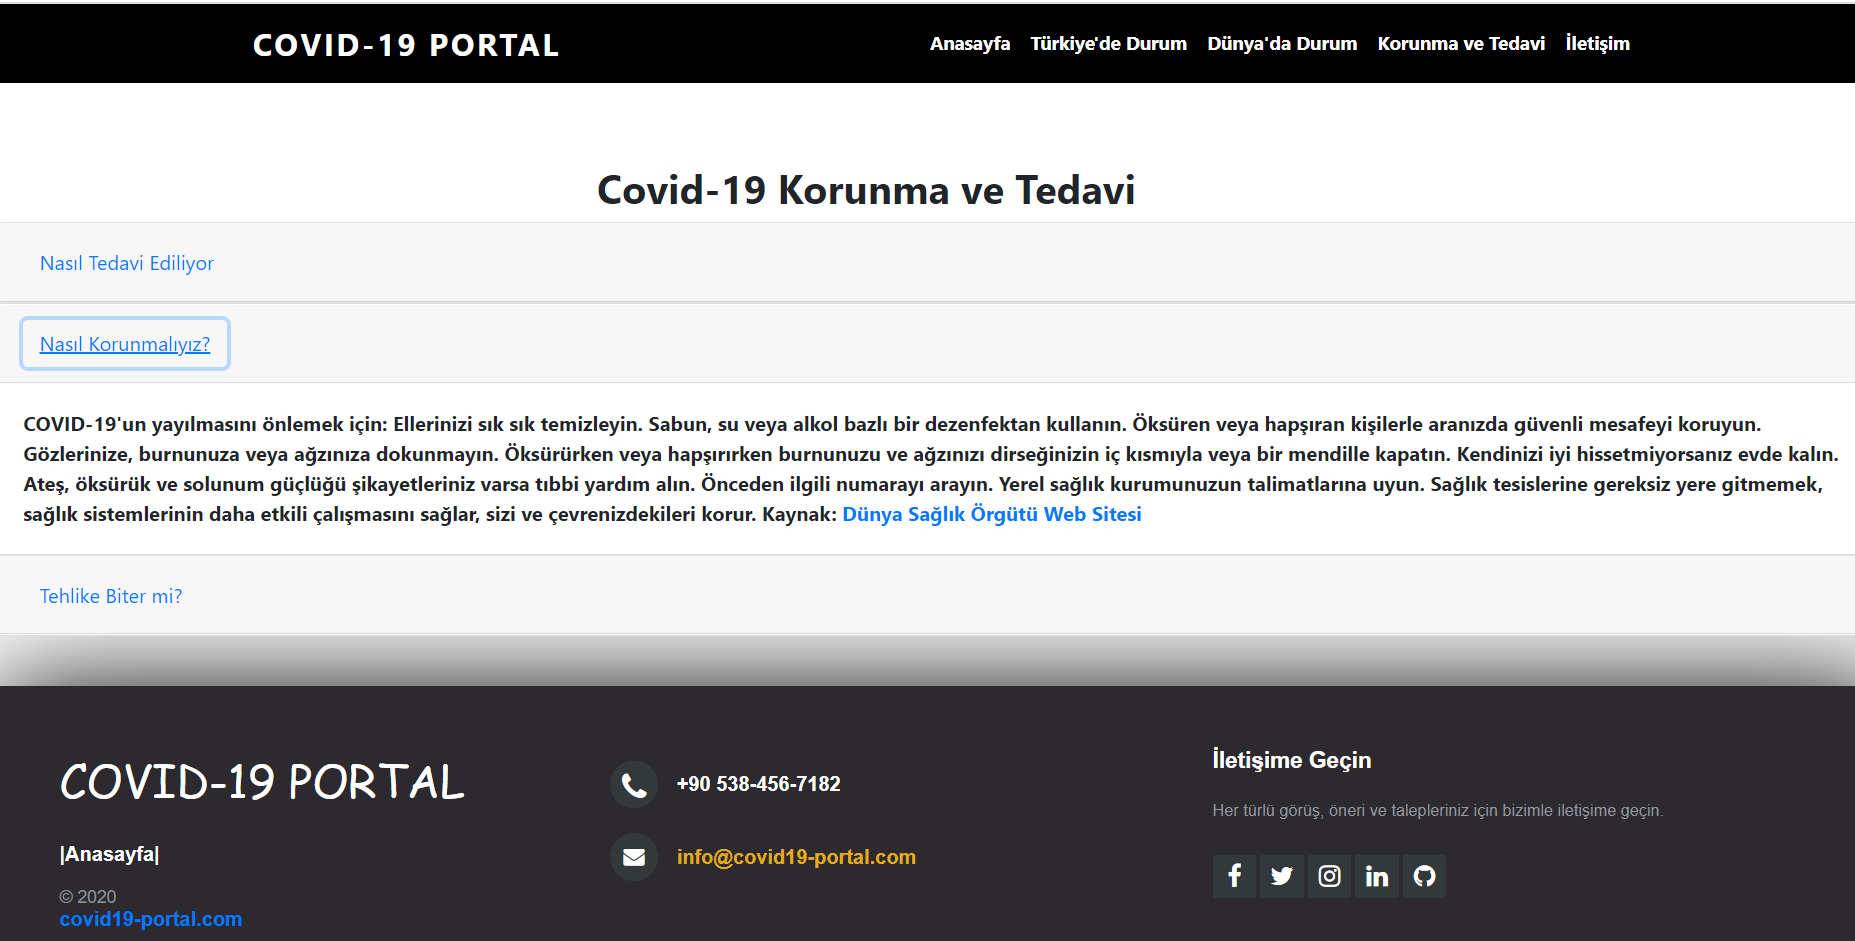 COVID-19 PORTAL
Anasayfa Türkiye'de Durum Dünya'da Durum Korunma ve Tedavi İletişim
Covid-19 Korunma ve Tedavi
Nasıl Tedavi Ediliyor
Nasıl Korunmalıyız?
COVID-19'un yayılmasını önlemek için: Ellerinizi sık sık temizleyin. Sabun, su veya alkol bazlı bir dezenfektan kullanın. Öksüren veya hapşıran kişilerle aranızda güvenli mesafeyi koruyun.
Gözlerinize, burnunuza veya ağzınıza dokunmayın. Öksürürken veya hapşırırken burnunuzu ve ağzınızı dirseğinizin iç kısmıyla veya bir mendille kapatın. Kendinizi iyi hissetmiyorsanız evde kalın.
Ateş, öksürük ve solunum güçlüğü şikayetleriniz varsa tıbbi yardım alın. Önceden ilgili numarayı arayın. Yerel sağlık kurumunuzun talimatlarına uyun. Sağlık tesislerine gereksiz yere gitmemek,
sağlık sistemlerinin daha etkili çalışmasını sağlar, sizi ve çevrenizdekileri korur. Kaynak: Dünya Sağlık Örgütü Web Sitesi
Tehlike Biter mi?
COVID-19 PORTAL
|Anasayfa|
© 2020
covid19-portal.com
+90 538-456-7182
info@covid19-portal.com
İletişime Geçin
Her türlü görüş, öneri ve talepleriniz için bizimle iletişime geçin.